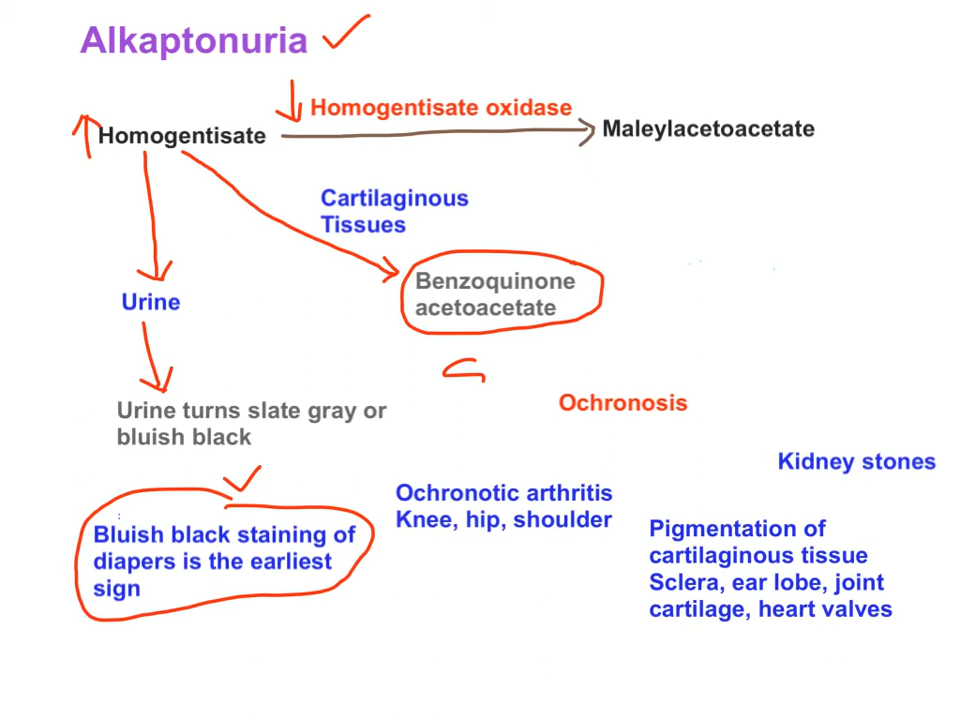 Alkaptonuria
Homogentisate oxidase
Homogentisate
Maleylacetoacetate
Cartilaginous
Tissues
Benzoquinone
acetoacetate
Urine
Urine turns slate gray or
bluish black
Ochronosis
Kidney stones
Ochronotic arthritis
Knee, hip, shoulder
Bluish black staining of
diapers is the earliest
sign
Pigmentation of
cartilaginous tissue
Sclera, ear lobe, joint
cartilage, heart valves